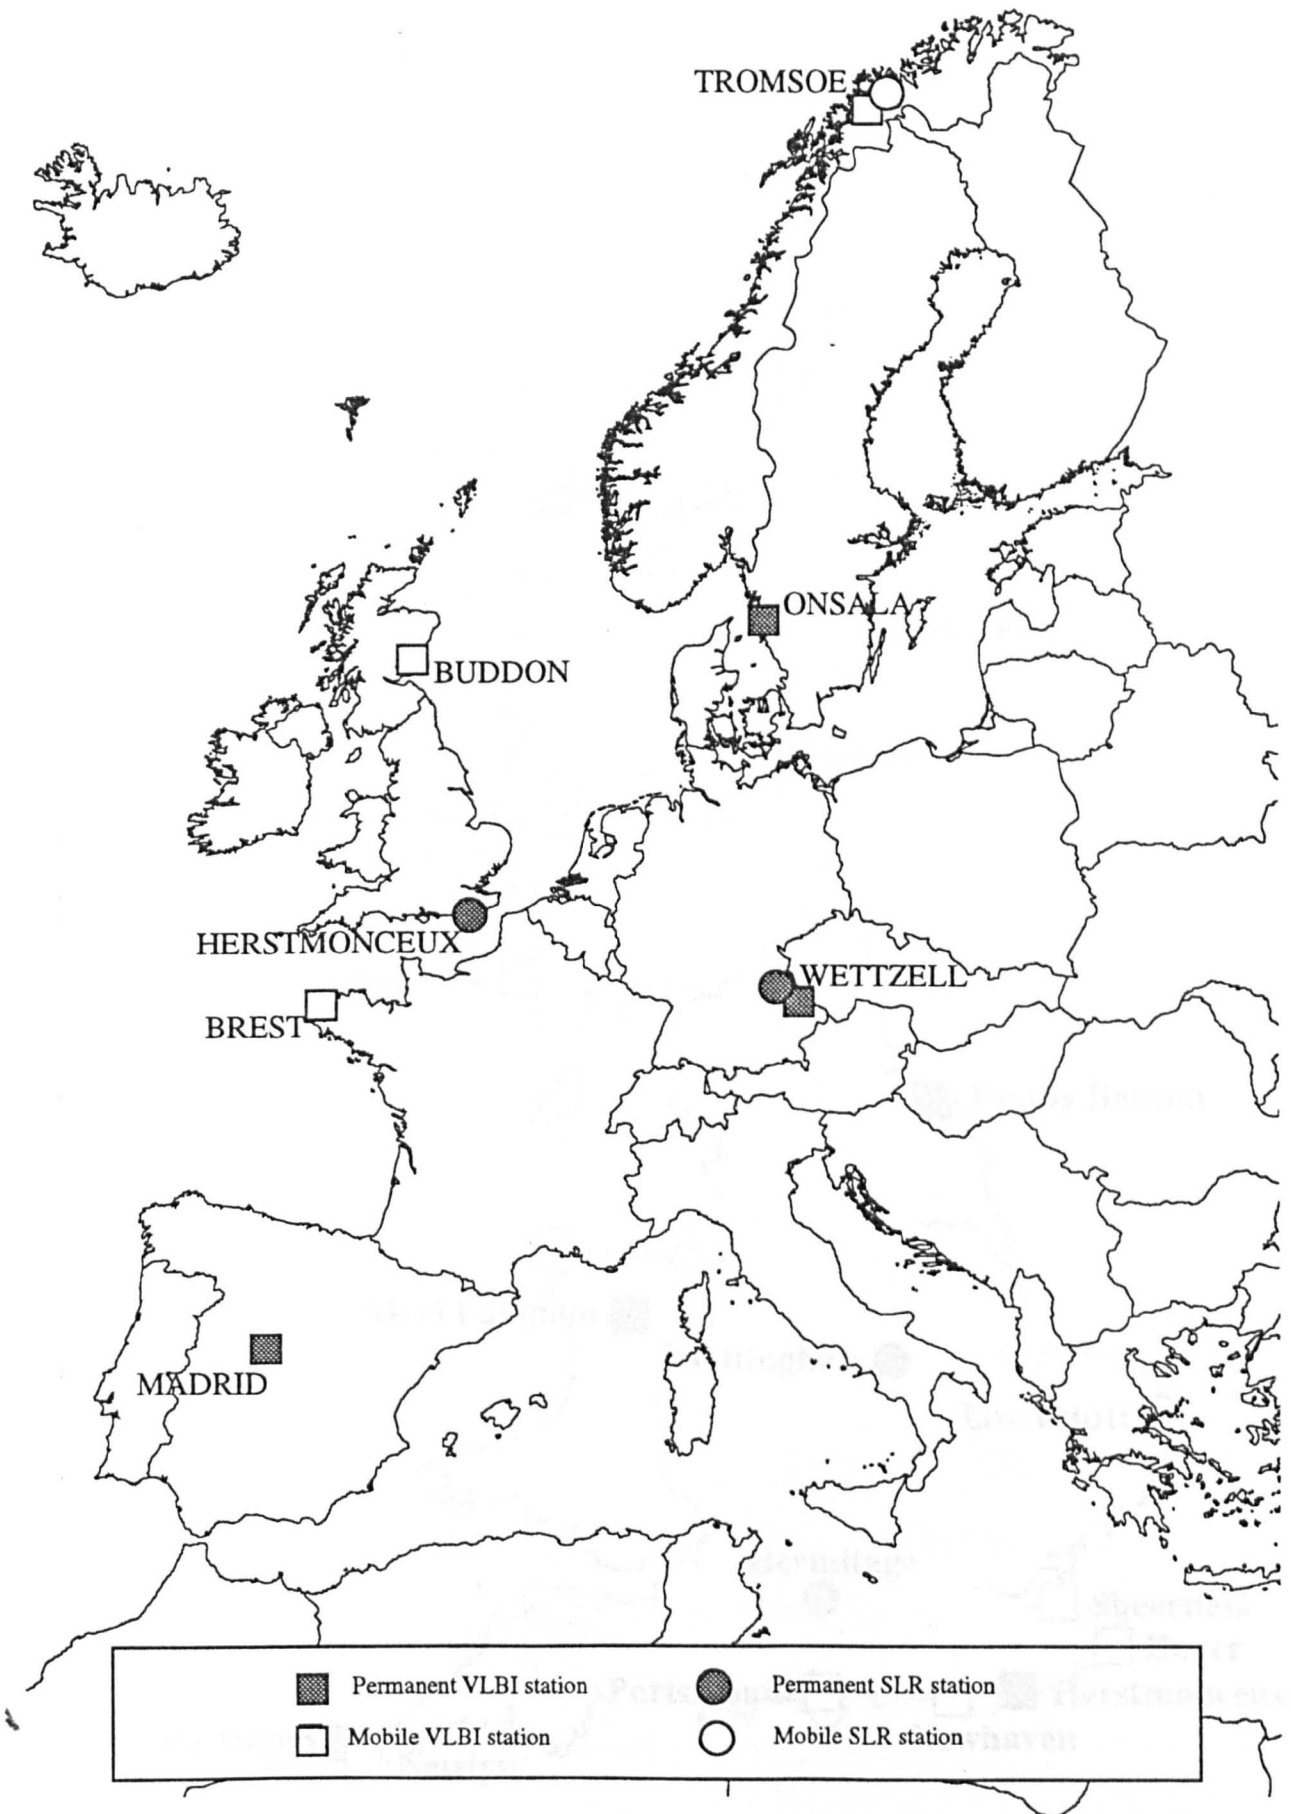 TROMSOE
ONSALA
BUDDON
HERSTMONCEUX
WETTZELL
BREST
MADRID
Permanent VLBI station
Permanent SLR station
Mobile VLBI station
Mobile SLR station